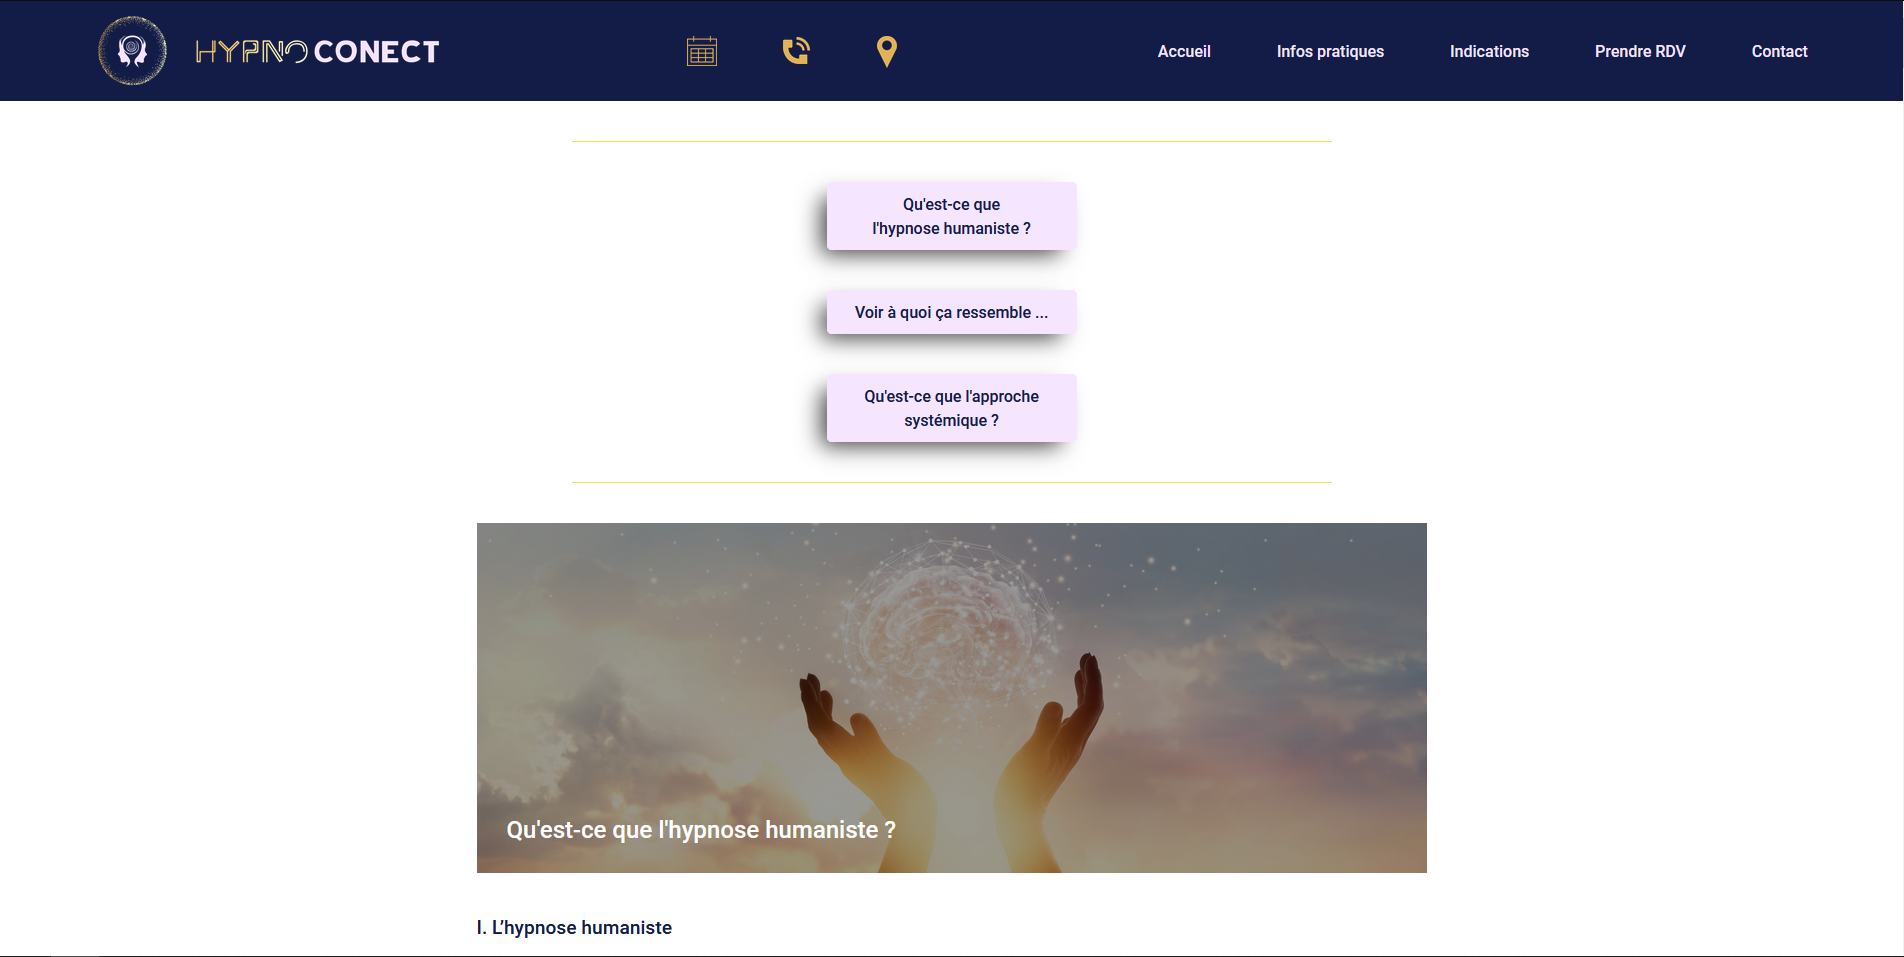 HYPNO CONECT
Accueil
Infos pratiques
Indications
Prendre RDV
Contact
Qu'est-ce que
l'hypnose humaniste ?
Voir à quoi ça ressemble ...
Qu'est-ce que l'approche
systémique ?
Qu'est-ce que l'hypnose humaniste ?
I. L’hypnose humaniste